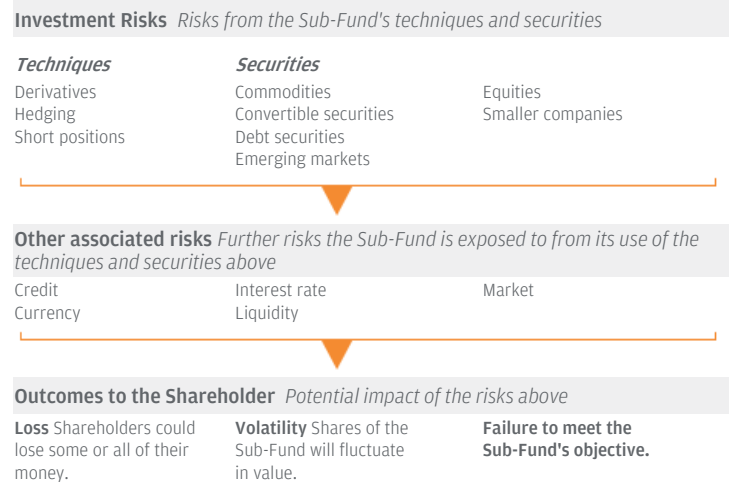 Investment Risks Risks from the Sub-Fund's techniques and securities
Techniques
Derivatives
Hedging
Short positions
Securities
Commodities
Convertible securities
Debt securities
Emerging markets
Equities
Smaller companies
Other associated risks Further risks the Sub-Fund is exposed to from its use of the
techniques and securities above
Credit
Currency
Interest rate
Liquidity
Market
Outcomes to the Shareholder Potential impact of the risks above
Loss Shareholders could
lose some or all of their
money.
Volatility Shares of the
Sub-Fund will fluctuate
in value.
Failure to meet the
Sub-Fund's objective.